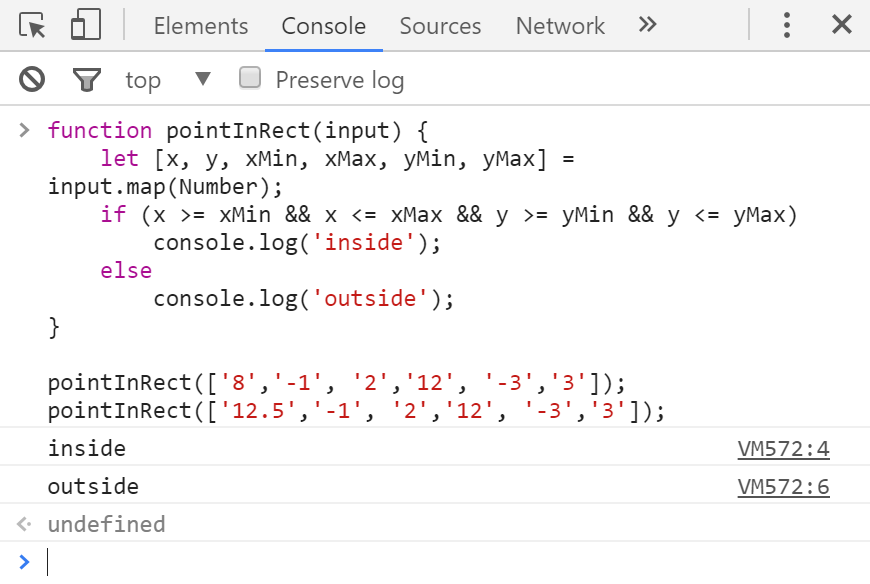 Elements Console Sources Network
top Preserve log
function pointInRect(input) {
    let [x, y, xMin, xMax, yMin, yMax] =
input.map(Number);
    if (x >= xMin && x <= xMax && y >= yMin && y <= yMax)
        console.log('inside');
    else
        console.log('outside');
}
pointInRect(['8','-1', '2','12', '-3','3']);
pointInRect(['12.5','-1', '2','12', '-3','3']);
inside VM572:4
outside VM572:6
undefined